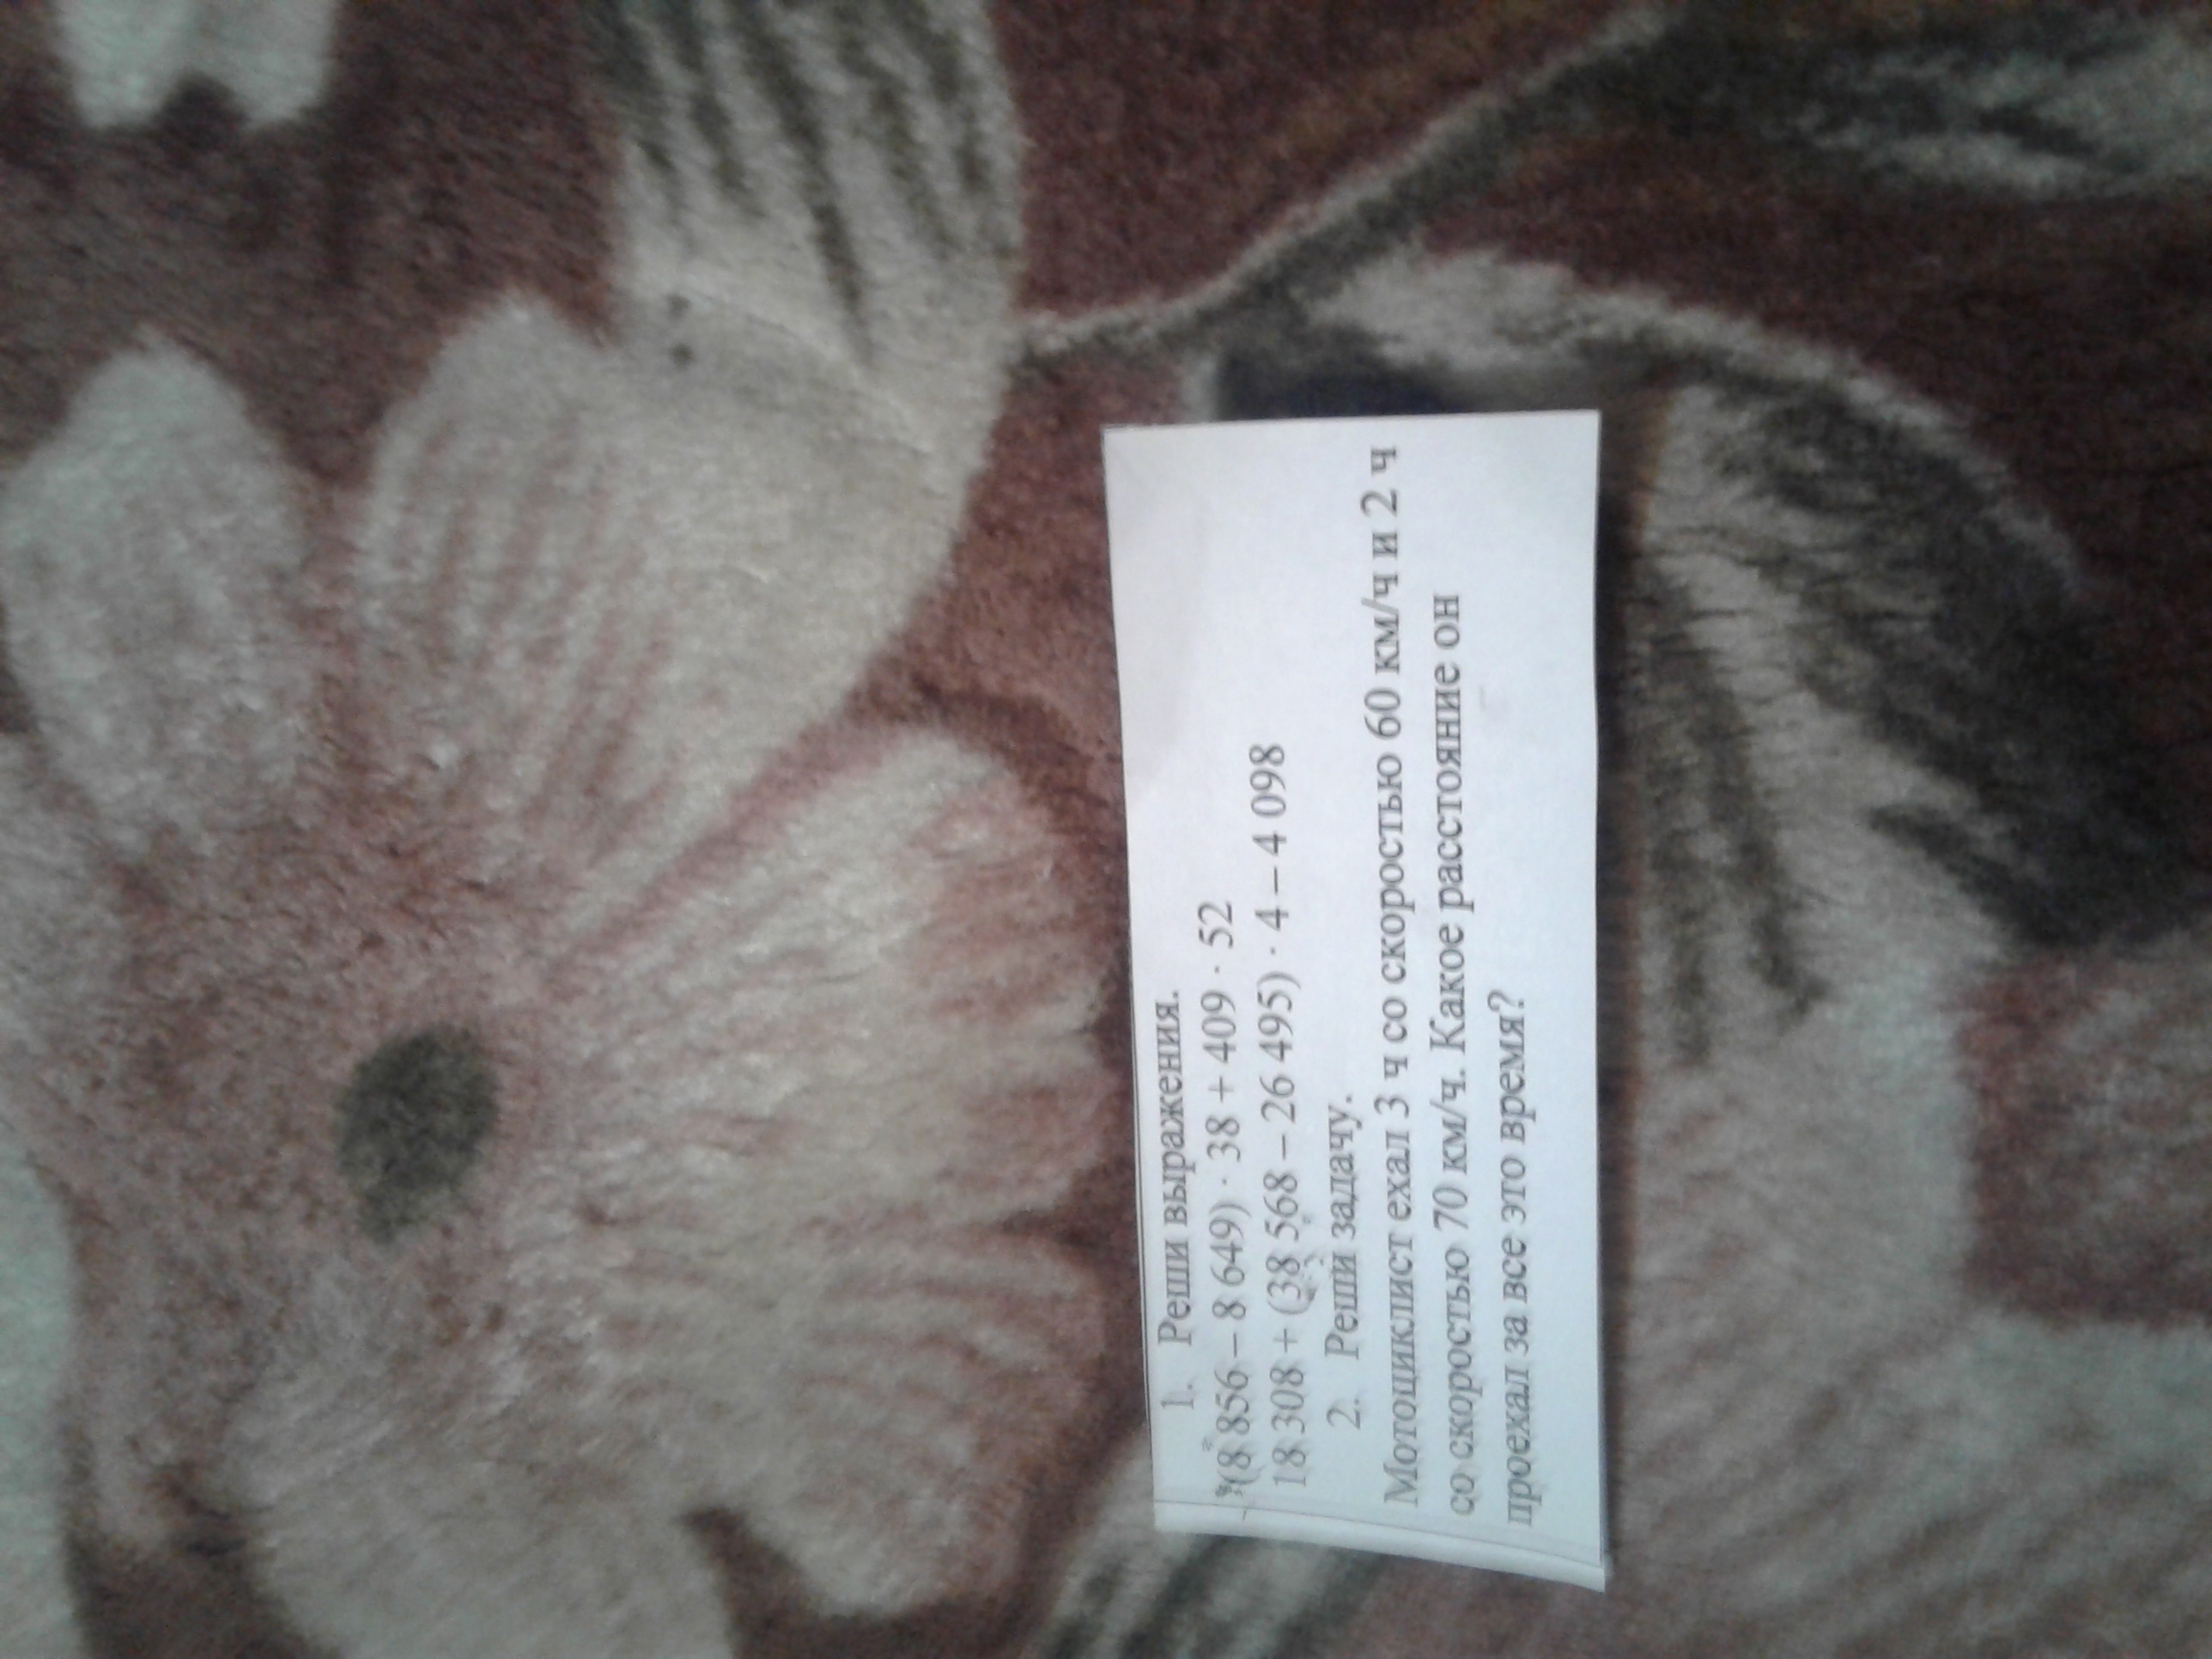 1. Реши выражения.
(8 856 – 8 649) · 38 + 409 · 52
18 308 + (38 568 – 26 495) · 4 – 4 098
2. Реши задачу.
Мотоциклист ехал 3 ч со скоростью 60 км/ч и 2 ч
со скоростью 70 км/ч. Какое расстояние он
проехал за все это время?